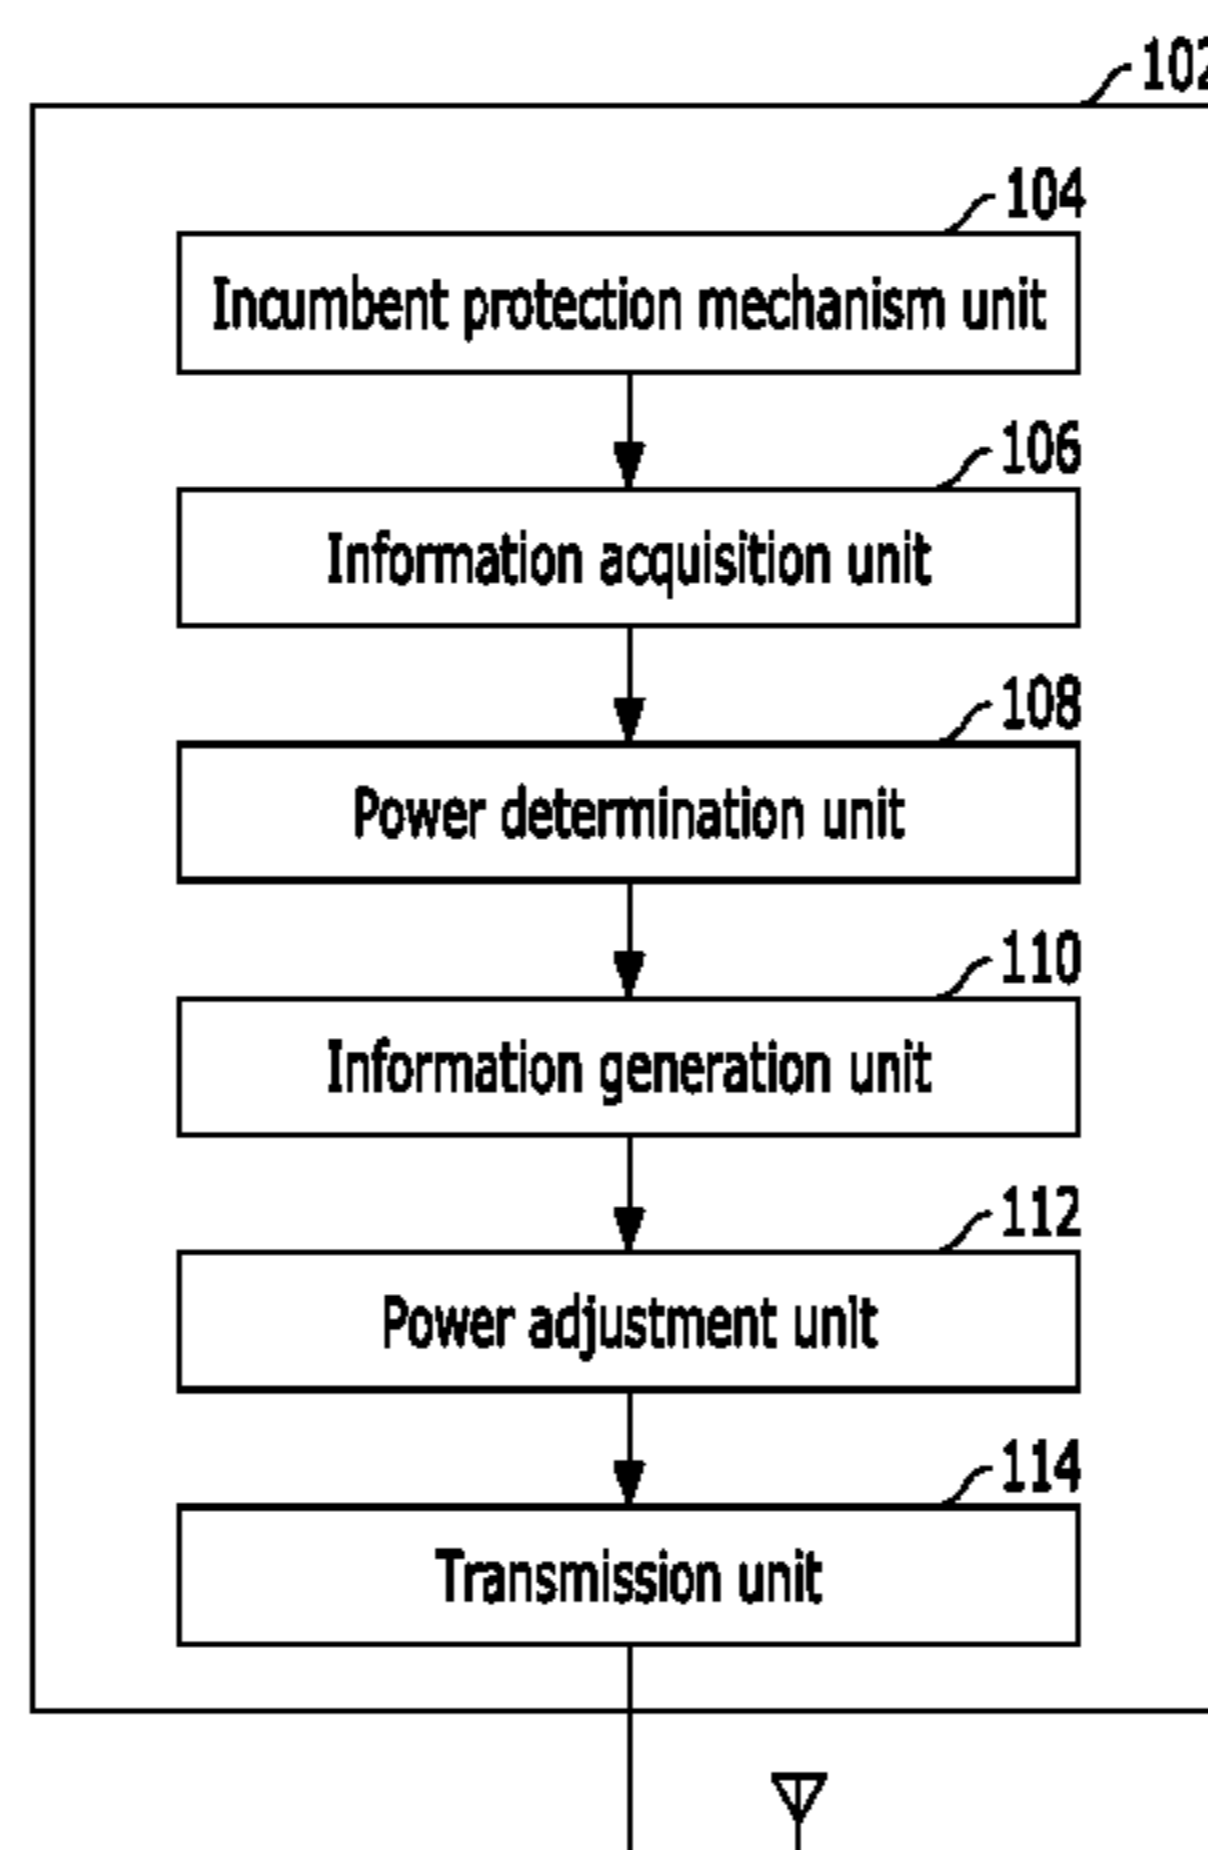 102
104
Incumbent protection mechanism unit
106
Information acquisition unit
108
Power determination unit
110
Information generation unit
112
Power adjustment unit
114
Transmission unit